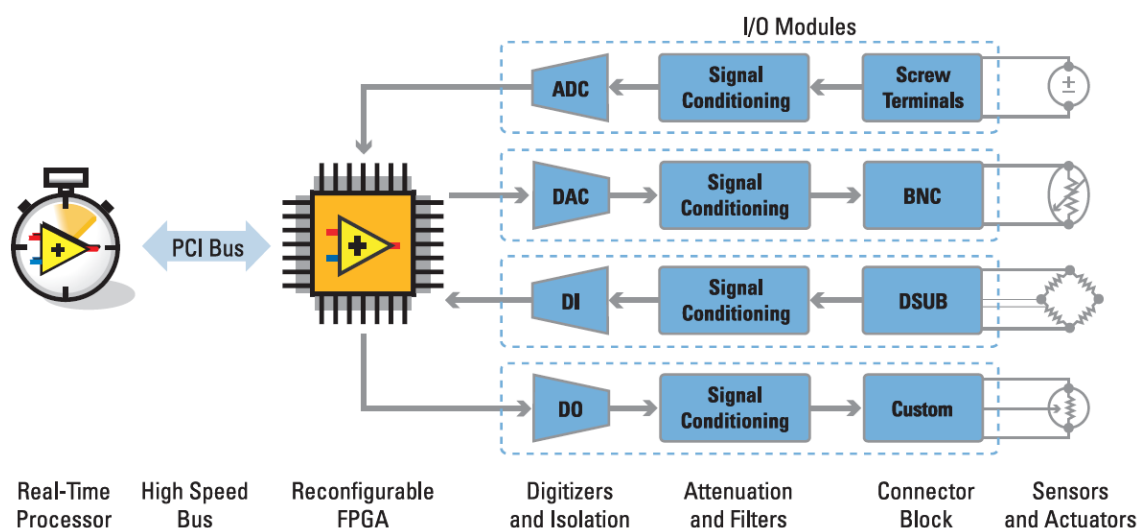 I/O Modules
ADC
Signal
Conditioning
Screw
Terminals
±
DAC
Signal
Conditioning
BNC
PCI Bus
DI
Signal
Conditioning
DSUB
DO
Signal
Conditioning
Custom
Real-Time
Processor
High Speed
Bus
Reconfigurable
FPGA
Digitizers
and Isolation
Attenuation
and Filters
Connector
Block
Sensors
and Actuators